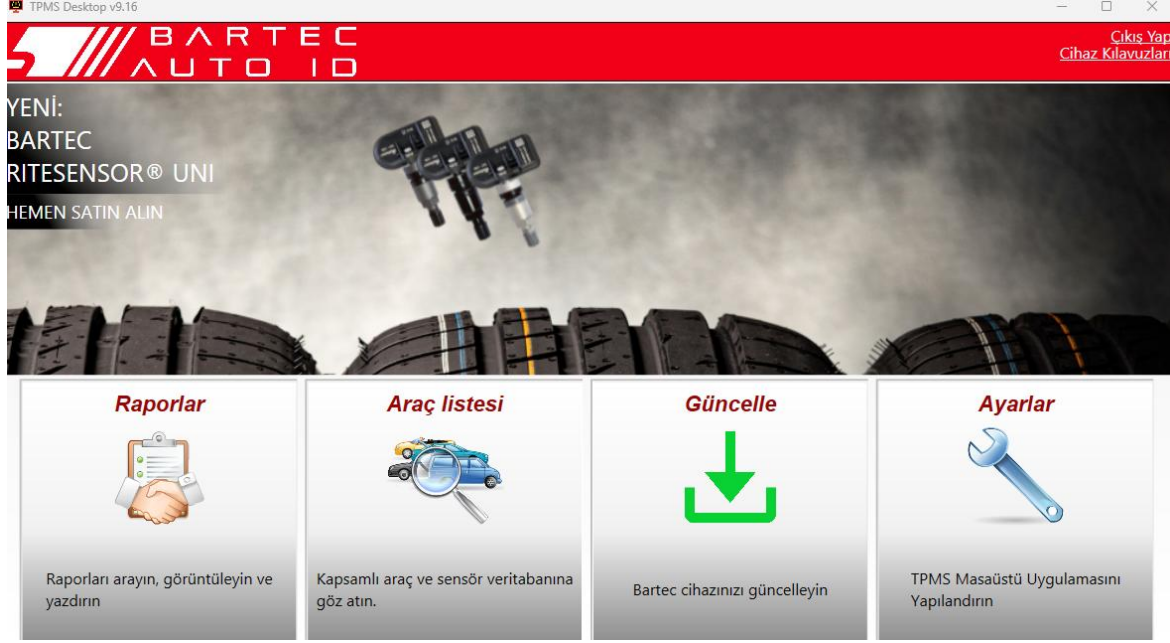 TPMS Desktop v9.16
BARTEC
AUTO ID
Çıkış Yap
Cihaz Kılavuzları
YENİ:
BARTEC
RITESENSOR® UNI
HEMEN SATIN ALIN
Raporlar
Raporları arayın, görüntüleyin ve
yazdırın
Araç listesi
Kapsamlı araç ve sensör veritabanına
göz atın.
Güncelle
Bartec cihazınızı güncelleyin
Ayarlar
TPMS Masaüstü Uygulamasını
Yapılandırın